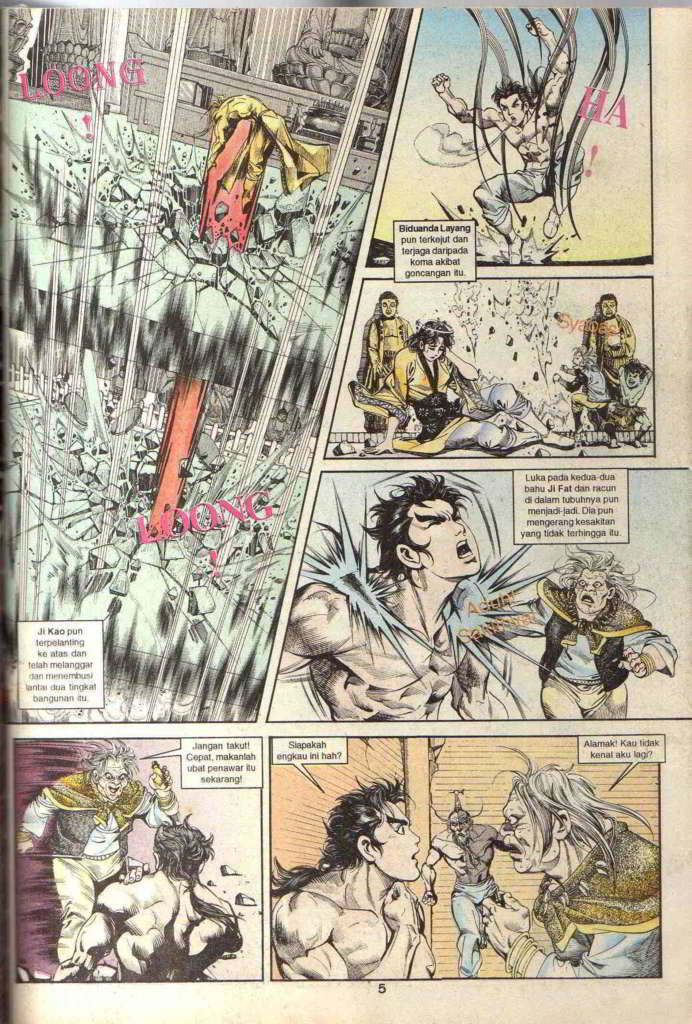 LOONG
!
LOONG
!
Ji Kao pun
terpelanting
ke atas dan
telah melanggar
dan menembusi
lantai dua tingkat
bangunan itu.
HA
!
Biduanda Layang
pun terkejut dan
terjaga daripada
koma akibat
goncangan itu.
Luka pada kedua-dua
bahu Ji Fat dan racun
di dalam tubuhnya pun
menjadi-jadi. Dia pun
mengerang kesakitan
yang tidak terhingga itu.
Jangan takut!
Cepat, makanlah
ubat penawar itu
sekarang!
Siapakah
engkau ini hah?
Alamak! Kau tidak
kenal aku lagi?
5